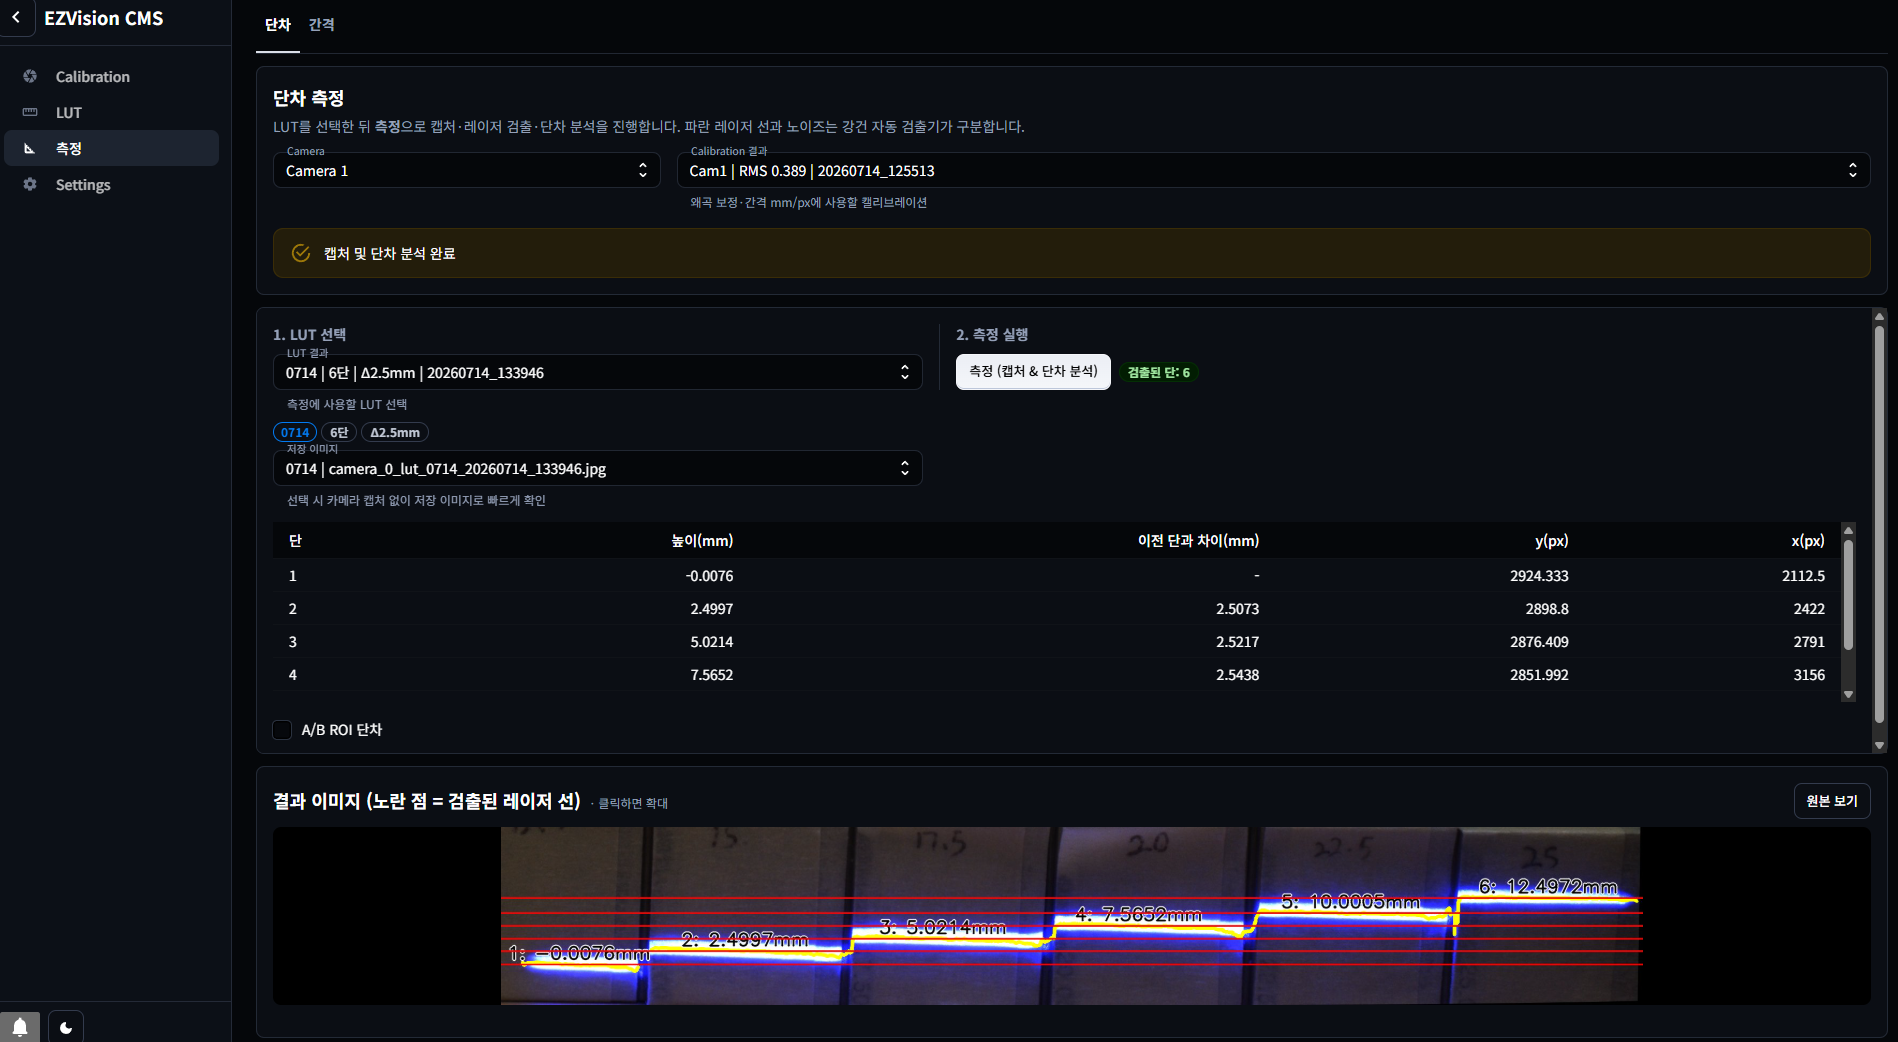 EZVision CMS
Calibration
LUT
측정
Settings
단차 간격
단차 측정
LUT를 선택한 뒤 측정으로 캡처·레이저 검출·단차 분석을 진행합니다. 파란 레이저 선과 노이즈는 강건 자동 검출기가 구분합니다.
Camera
Camera 1
Calibration 결과
Cam1 | RMS 0.389 | 20260714_125513
왜곡 보정·간격 mm/px에 사용할 캘리브레이션
캡처 및 단차 분석 완료
1. LUT 선택
LUT 결과
0714 | 6단 | Δ2.5mm | 20260714_133946
측정에 사용할 LUT 선택
0714 6단 Δ2.5mm
저장 이미지
0714 | camera_0_lut_0714_20260714_133946.jpg
선택 시 카메라 캡처 없이 저장 이미지로 빠르게 확인
2. 측정 실행
측정 (캡처 & 단차 분석) 검출된 단: 6
단 높이(mm) 이전 단과 차이(mm) y(px) x(px)
1 -0.0076 - 2924.333 2112.5
2 2.4997 2.5073 2898.8 2422
3 5.0214 2.5217 2876.409 2791
4 7.5652 2.5438 2851.992 3156
A/B ROI 단차
결과 이미지 (노란 점 = 검출된 레이저 선) · 클릭하면 확대
원본 보기
15. 17.5 20 22.5 25
1: -0.0076mm
2: 2.4997mm
3: 5.0214mm
4: 7.5652mm
5: 10.0005mm
6: 12.4972mm